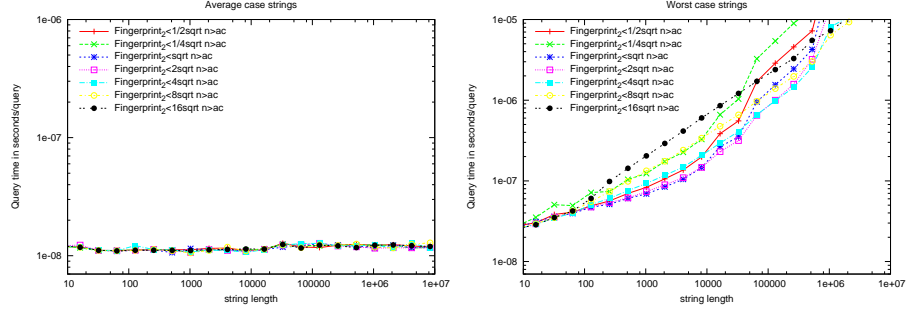 Average case strings
1e-06
1e-07
1e-08
Query time in seconds/query
Fingerprint2<1/2sqrt n>ac
Fingerprint2<1/4sqrt n>ac
Fingerprint2<sqrt n>ac
Fingerprint2<2sqrt n>ac
Fingerprint2<4sqrt n>ac
Fingerprint2<8sqrt n>ac
Fingerprint2<16sqrt n>ac
10 100 1000 10000 100000 1e+06 1e+07
string length
Worst case strings
1e-05
1e-06
1e-07
1e-08
Query time in seconds/query
Fingerprint2<1/2sqrt n>ac
Fingerprint2<1/4sqrt n>ac
Fingerprint2<sqrt n>ac
Fingerprint2<2sqrt n>ac
Fingerprint2<4sqrt n>ac
Fingerprint2<8sqrt n>ac
Fingerprint2<16sqrt n>ac
10 100 1000 10000 100000 1e+06 1e+07
string length